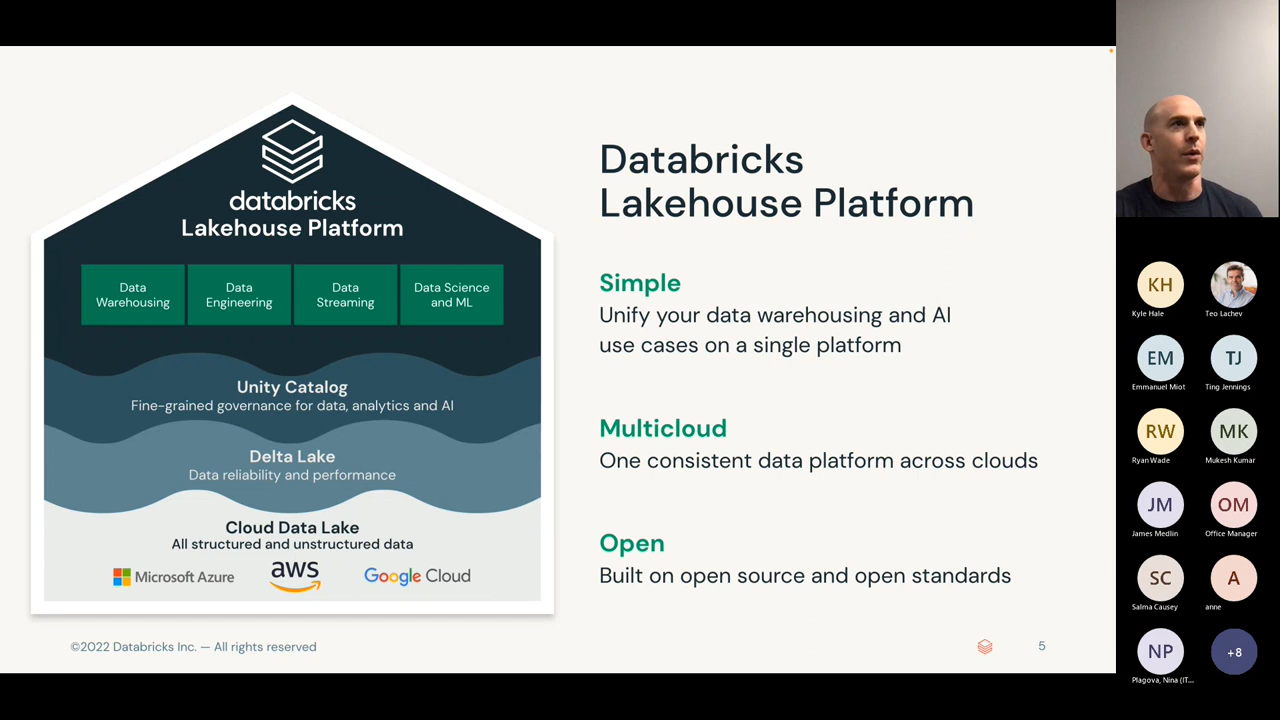 databricks
Lakehouse Platform
Data
Warehousing
Data
Engineering
Data
Streaming
Data Science
and ML
Unity Catalog
Fine-grained governance for data, analytics and AI
Delta Lake
Data reliability and performance
Cloud Data Lake
All structured and unstructured data
Microsoft Azure
aws
Google Cloud
Databricks
Lakehouse Platform
Simple
Unify your data warehousing and AI
use cases on a single platform
Multicloud
One consistent data platform across clouds
Open
Built on open source and open standards
©2022 Databricks Inc. — All rights reserved
5
KH
Kyle Hale
Teo Lachev
EM
Emmanuel Miot
TJ
Ting Jennings
RW
Ryan Wade
MK
Mukesh Kumar
JM
James Medlin
OM
Office Manager
SC
Salma Causey
A
anne
NP
Plagova, Nina (IT...
+8